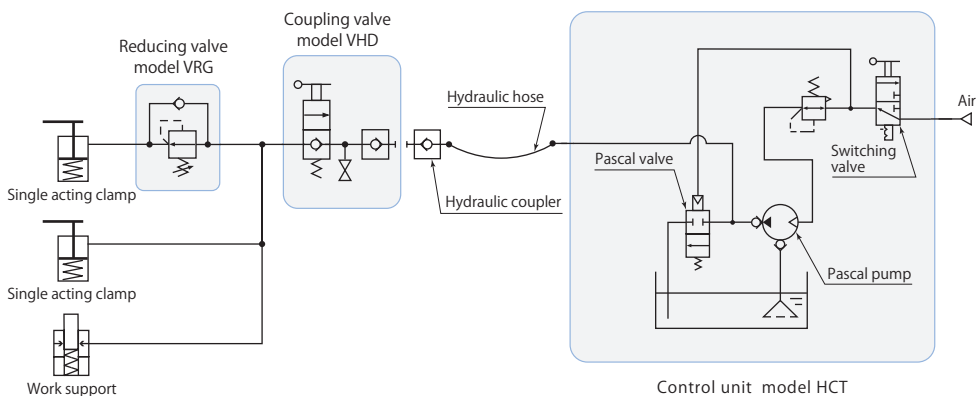 Coupling valve
model VHD
Reducing valve
model VRG
Hydraulic hose
Air
Switching
valve
Pascal valve
Single acting clamp
Hydraulic coupler
Pascal pump
Single acting clamp
Work support
Control unit model HCT